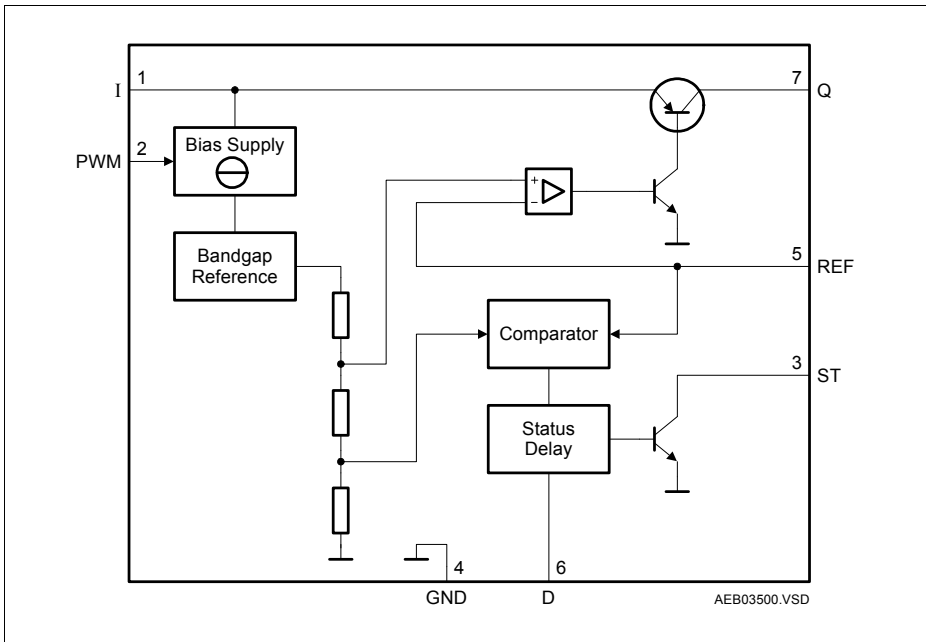 I 1
7 Q
PWM 2
Bias Supply
+
−
Bandgap
Reference
5 REF
Comparator
3 ST
Status
Delay
4
GND
6
D
AEB03500.VSD